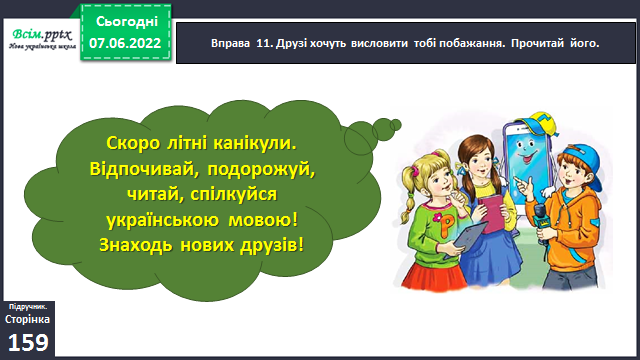 Всім.pptx
Нова українська школа
Сьогодні
07.06.2022
Вправа 11. Друзі хочуть висловити тобі побажання. Прочитай його.
Скоро літні канікули.
Відпочивай, подорожуй,
читай, спілкуйся
українською мовою!
Знаходь нових друзів!
Р
Підручник.
Сторінка
159